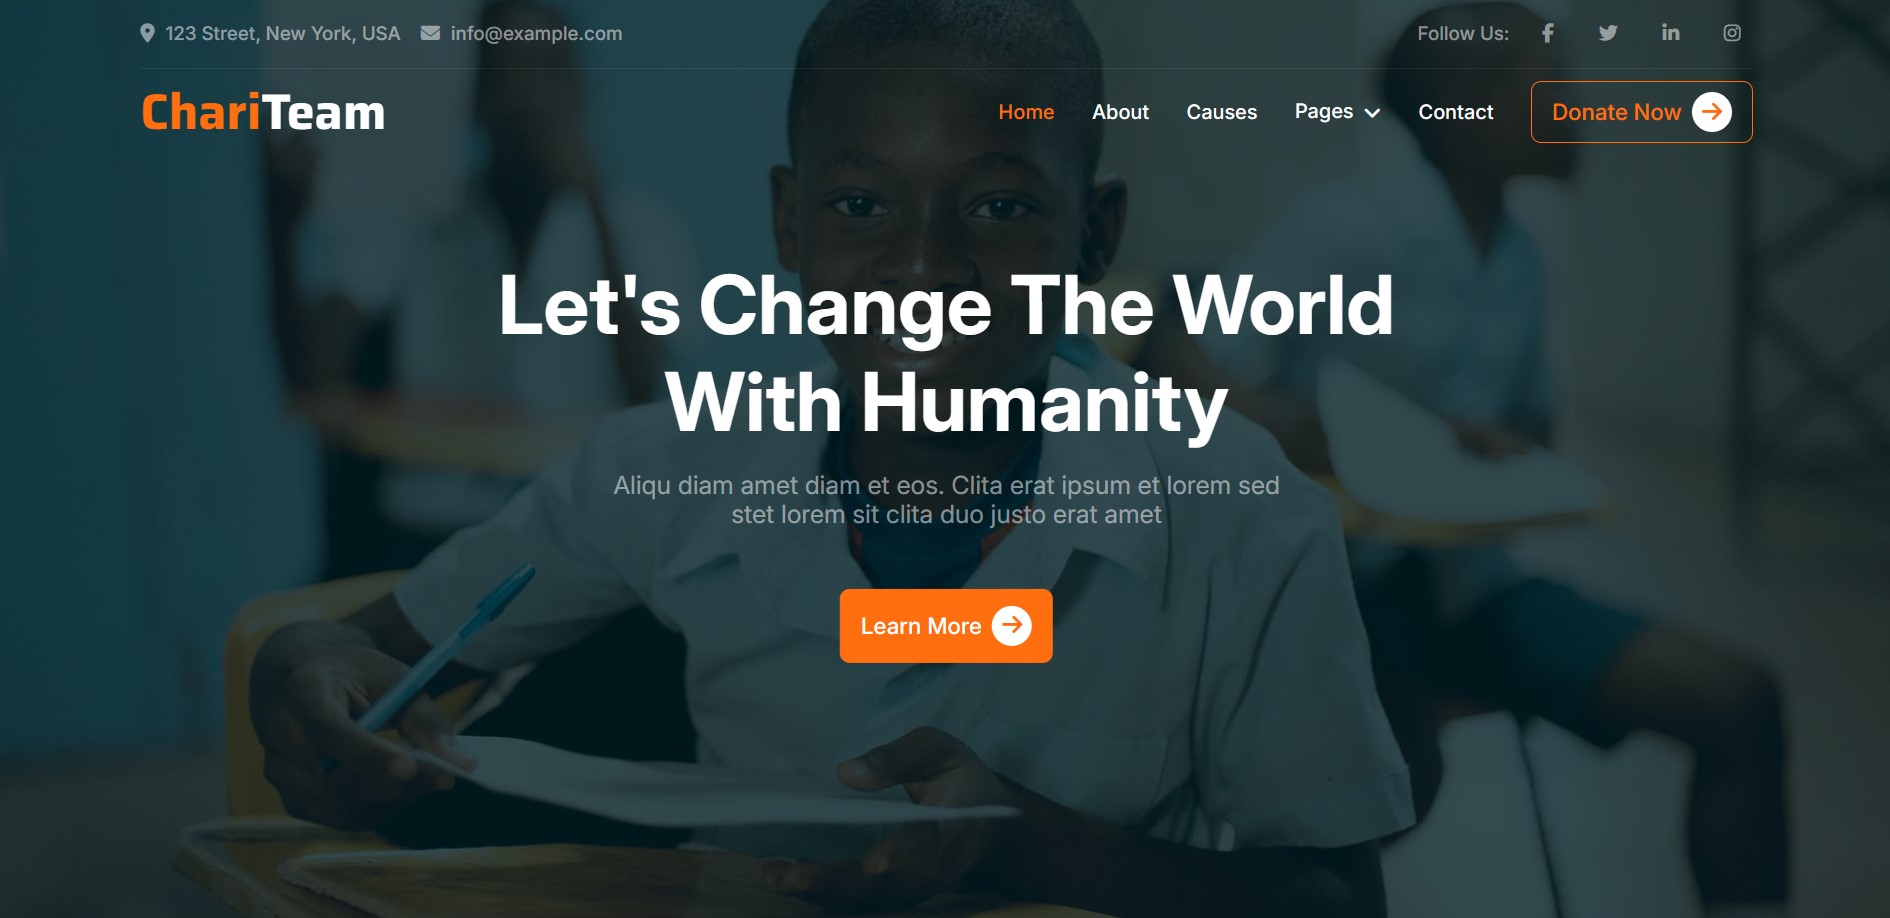 123 Street, New York, USA info@example.com Follow Us:
ChariTeam Home About Causes Pages Contact Donate Now
Let's Change The World
With Humanity
Aliqu diam amet diam et eos. Clita erat ipsum et lorem sed
stet lorem sit clita duo justo erat amet
Learn More